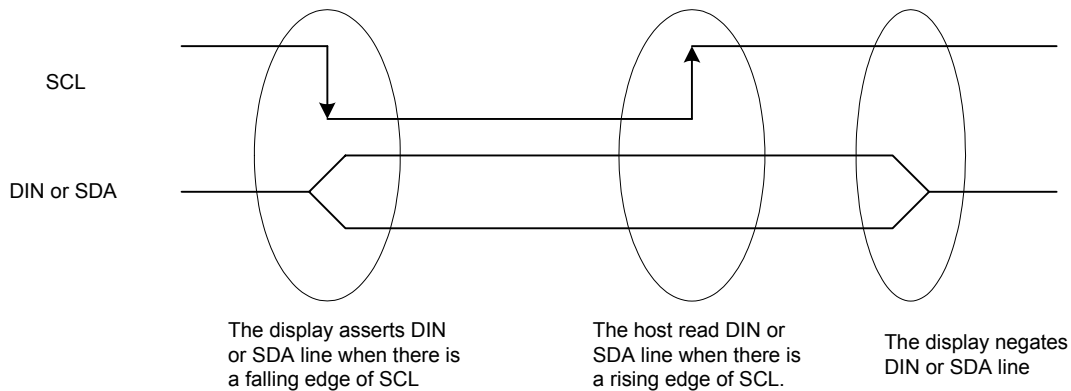 SCL
DIN or SDA
The display asserts DIN
or SDA line when there is
a falling edge of SCL
The host read DIN or
SDA line when there is
a rising edge of SCL.
The display negates
DIN or SDA line